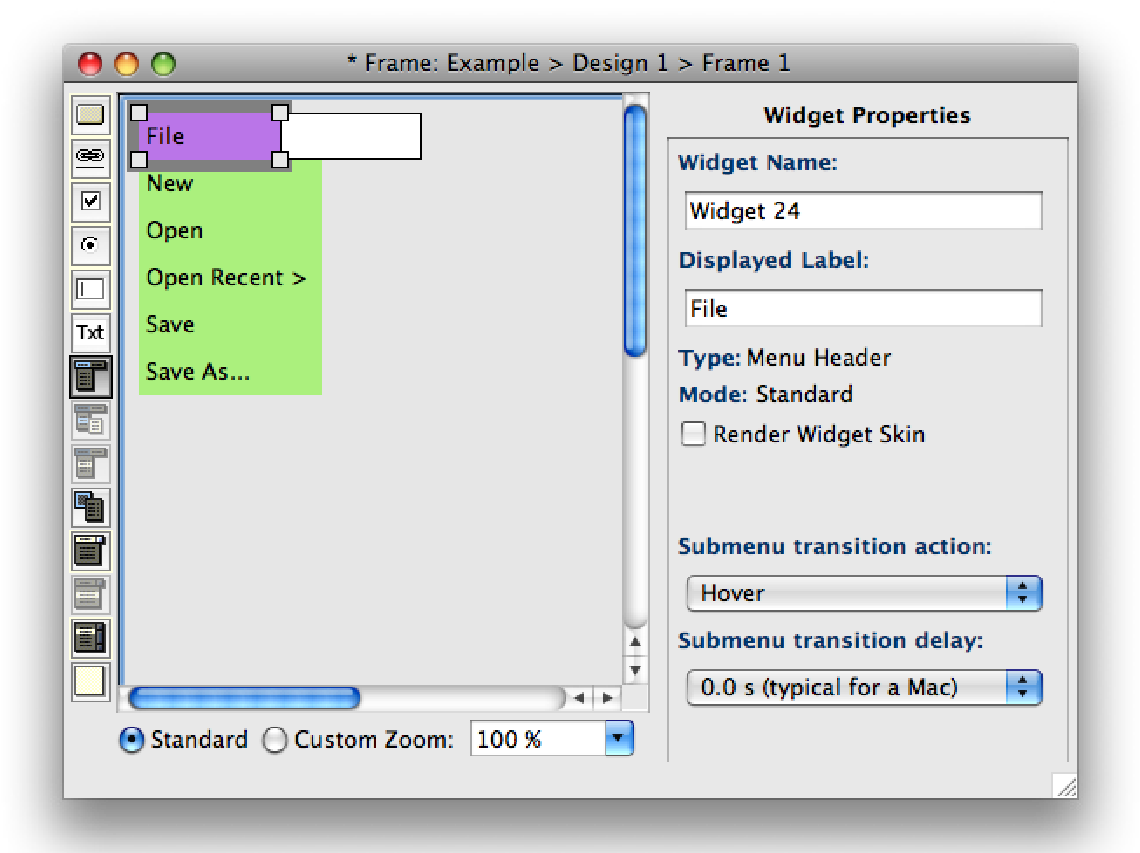 * Frame: Example > Design 1 > Frame 1
Txt
File
New
Open
Open Recent >
Save
Save As...
Standard
Custom Zoom:
100 %
Widget Properties
Widget Name:
Widget 24
Displayed Label:
File
Type: Menu Header
Mode: Standard
Render Widget Skin
Submenu transition action:
Hover
Submenu transition delay:
0.0 s (typical for a Mac)